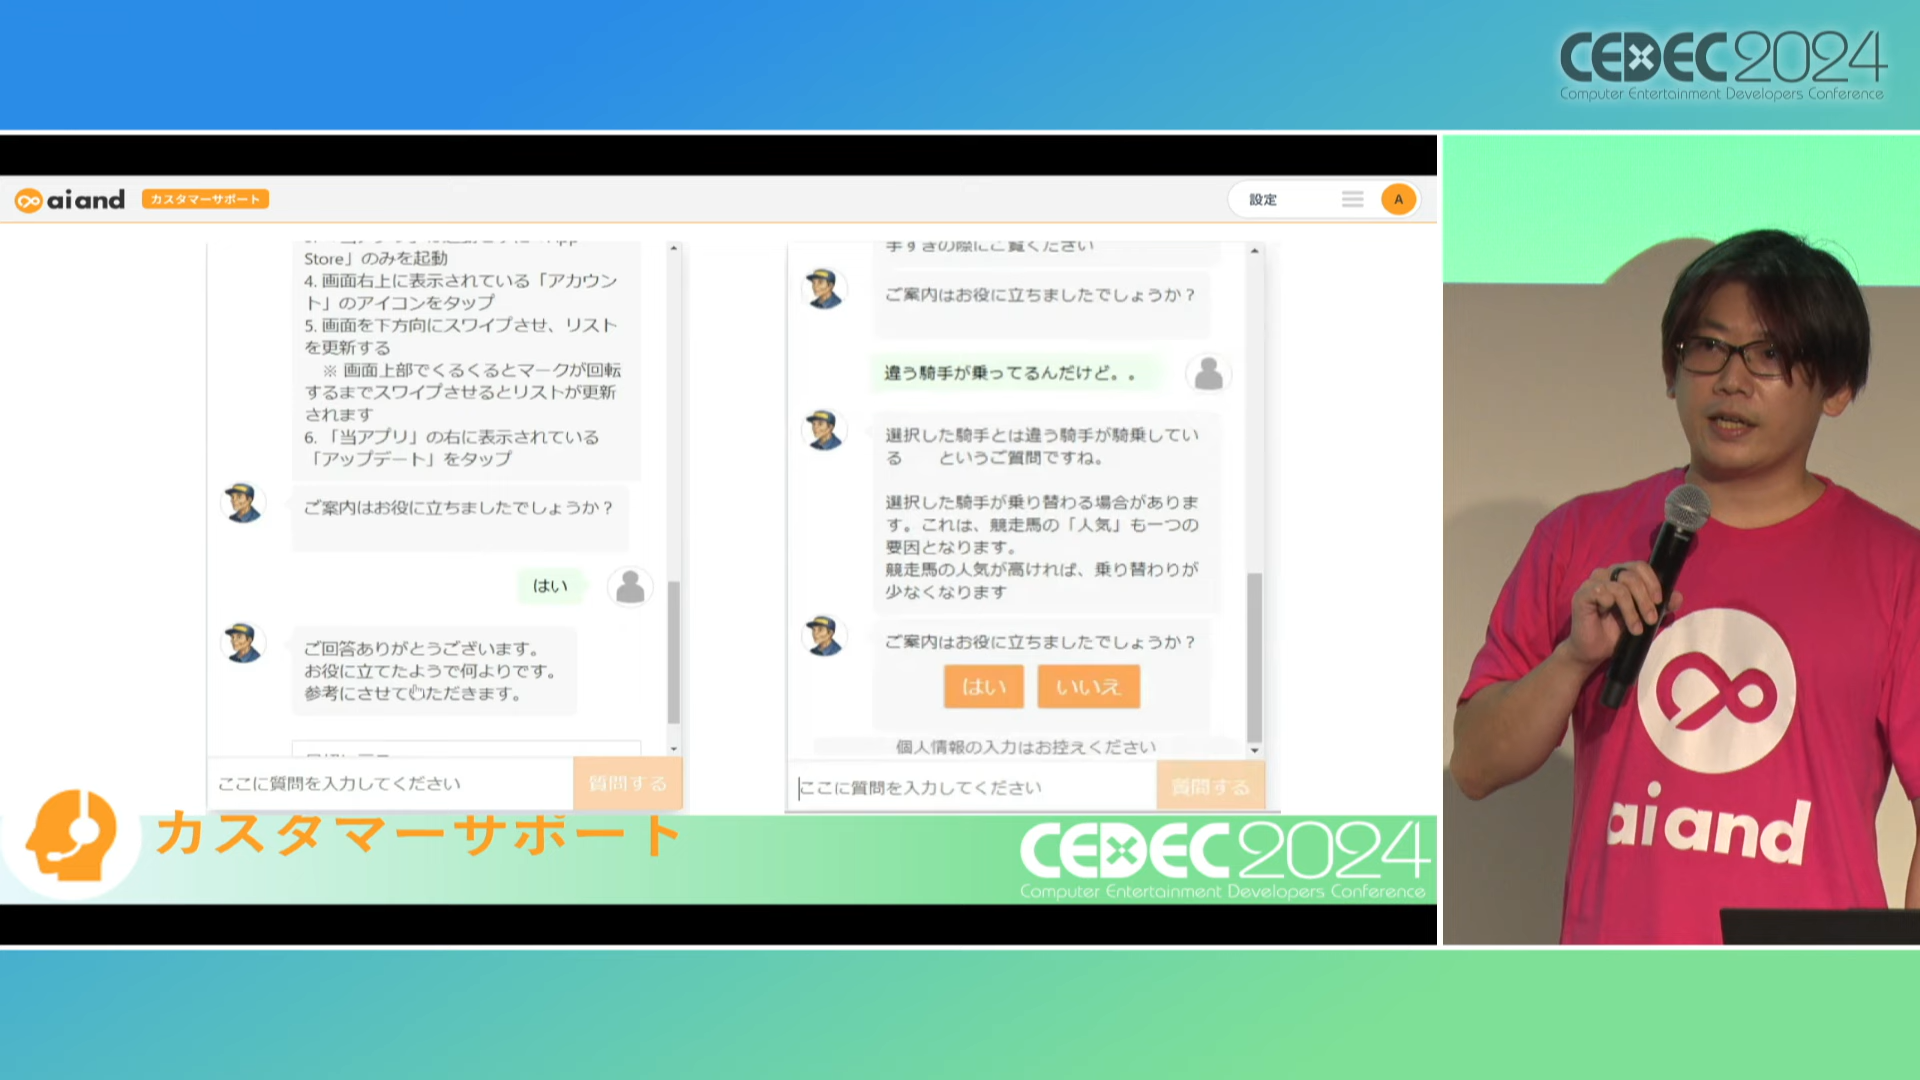 CEDEC2024
Computer Entertainment Developers Conference
aiand
カスタマーサポート
設定
A
Store」のみを起動
4. 画面右上に表示されている「アカウン
ト」のアイコンをタップ
5. 画面を下方向にスワイプさせ、リスト
を更新する
※ 画面上部でくるくるとマークが回転
するまでスワイプさせるとリストが更新
されます
6. 「当アプリ」の右に表示されている
「アップデート」をタップ
ご案内はお役に立ちましたでしょうか？
はい
ご回答ありがとうございます。
お役に立てたようで何よりです。
参考にさせていただきます。
ここに質問を入力してください
質問する
手すきの際にご覧ください
ご案内はお役に立ちましたでしょうか？
違う騎手が乗ってるんだけど。。
選択した騎手とは違う騎手が騎乗してい
る　　というご質問ですね。
選択した騎手が乗り替わる場合がありま
す。これは、競走馬の「人気」も一つの
要因となります。
競走馬の人気が高ければ、乗り替わりが
少なくなります
ご案内はお役に立ちましたでしょうか？
はい
いいえ
個人情報の入力はお控えください
ここに質問を入力してください
質問する
カスタマーサポート
CEDEC2024
Computer Entertainment Developers Conference
aiand